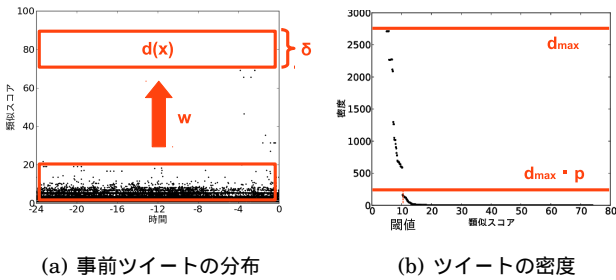 100
80
60
40
20
0
類似スコア
d(x)
δ
w
-24 -20 -16 -12 -8 -4 0
時間
(a) 事前ツイートの分布
3000
2500
2000
1500
1000
500
0
密度
dmax
dmax ・ p
0 10 20 30 40 50 60 70 80
閾値
類似スコア
(b) ツイートの密度